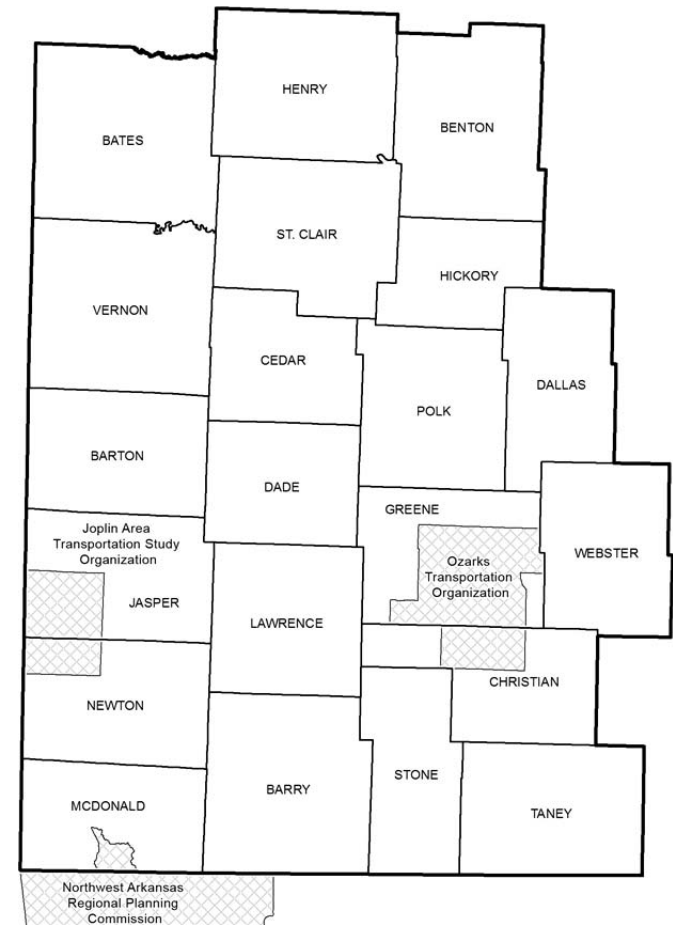 HENRY
BENTON
BATES
ST. CLAIR
HICKORY
VERNON
CEDAR
DALLAS
POLK
BARTON
DADE
GREENE
Joplin Area
Transportation Study
Organization
Ozarks
Transportation
Organization
WEBSTER
JASPER
LAWRENCE
CHRISTIAN
NEWTON
STONE
BARRY
MCDONALD
TANEY
Northwest Arkansas
Regional Planning
Commission